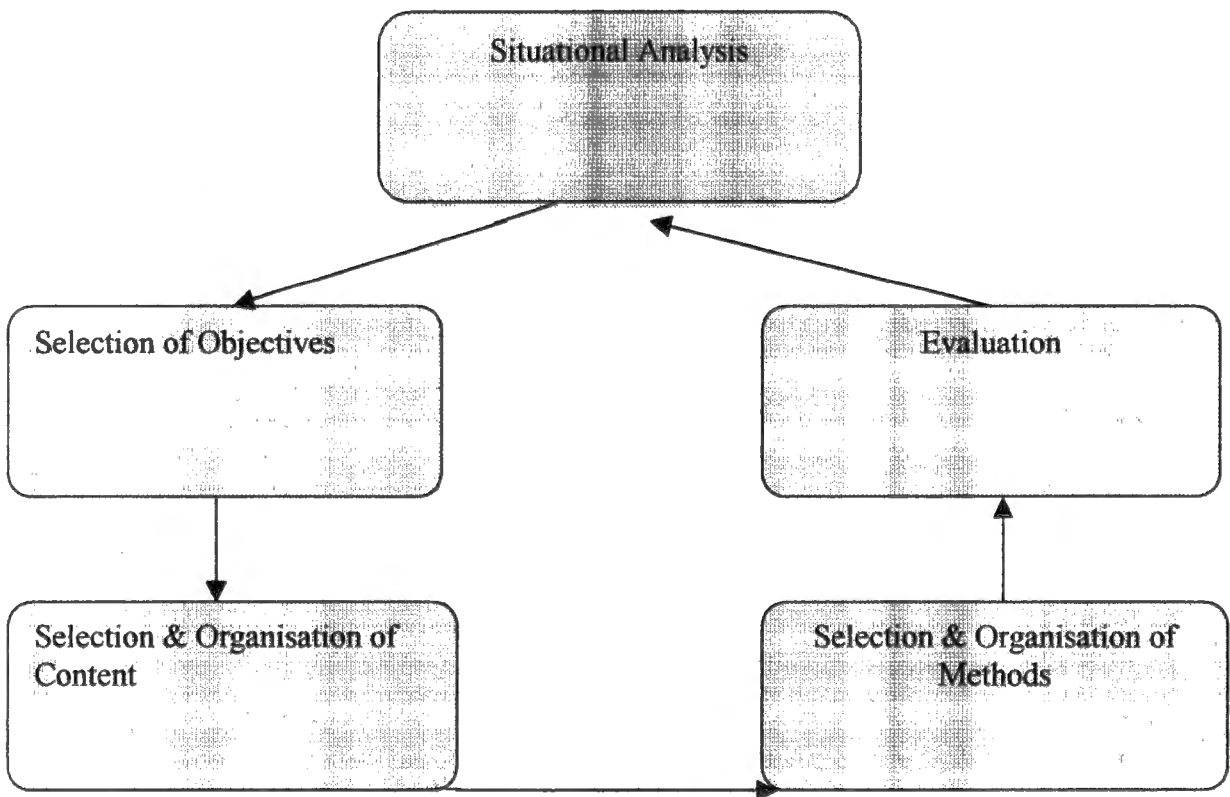 Situational Analysis
Selection of Objectives
Evaluation
Selection & Organisation of
Content
Selection & Organisation of
Methods